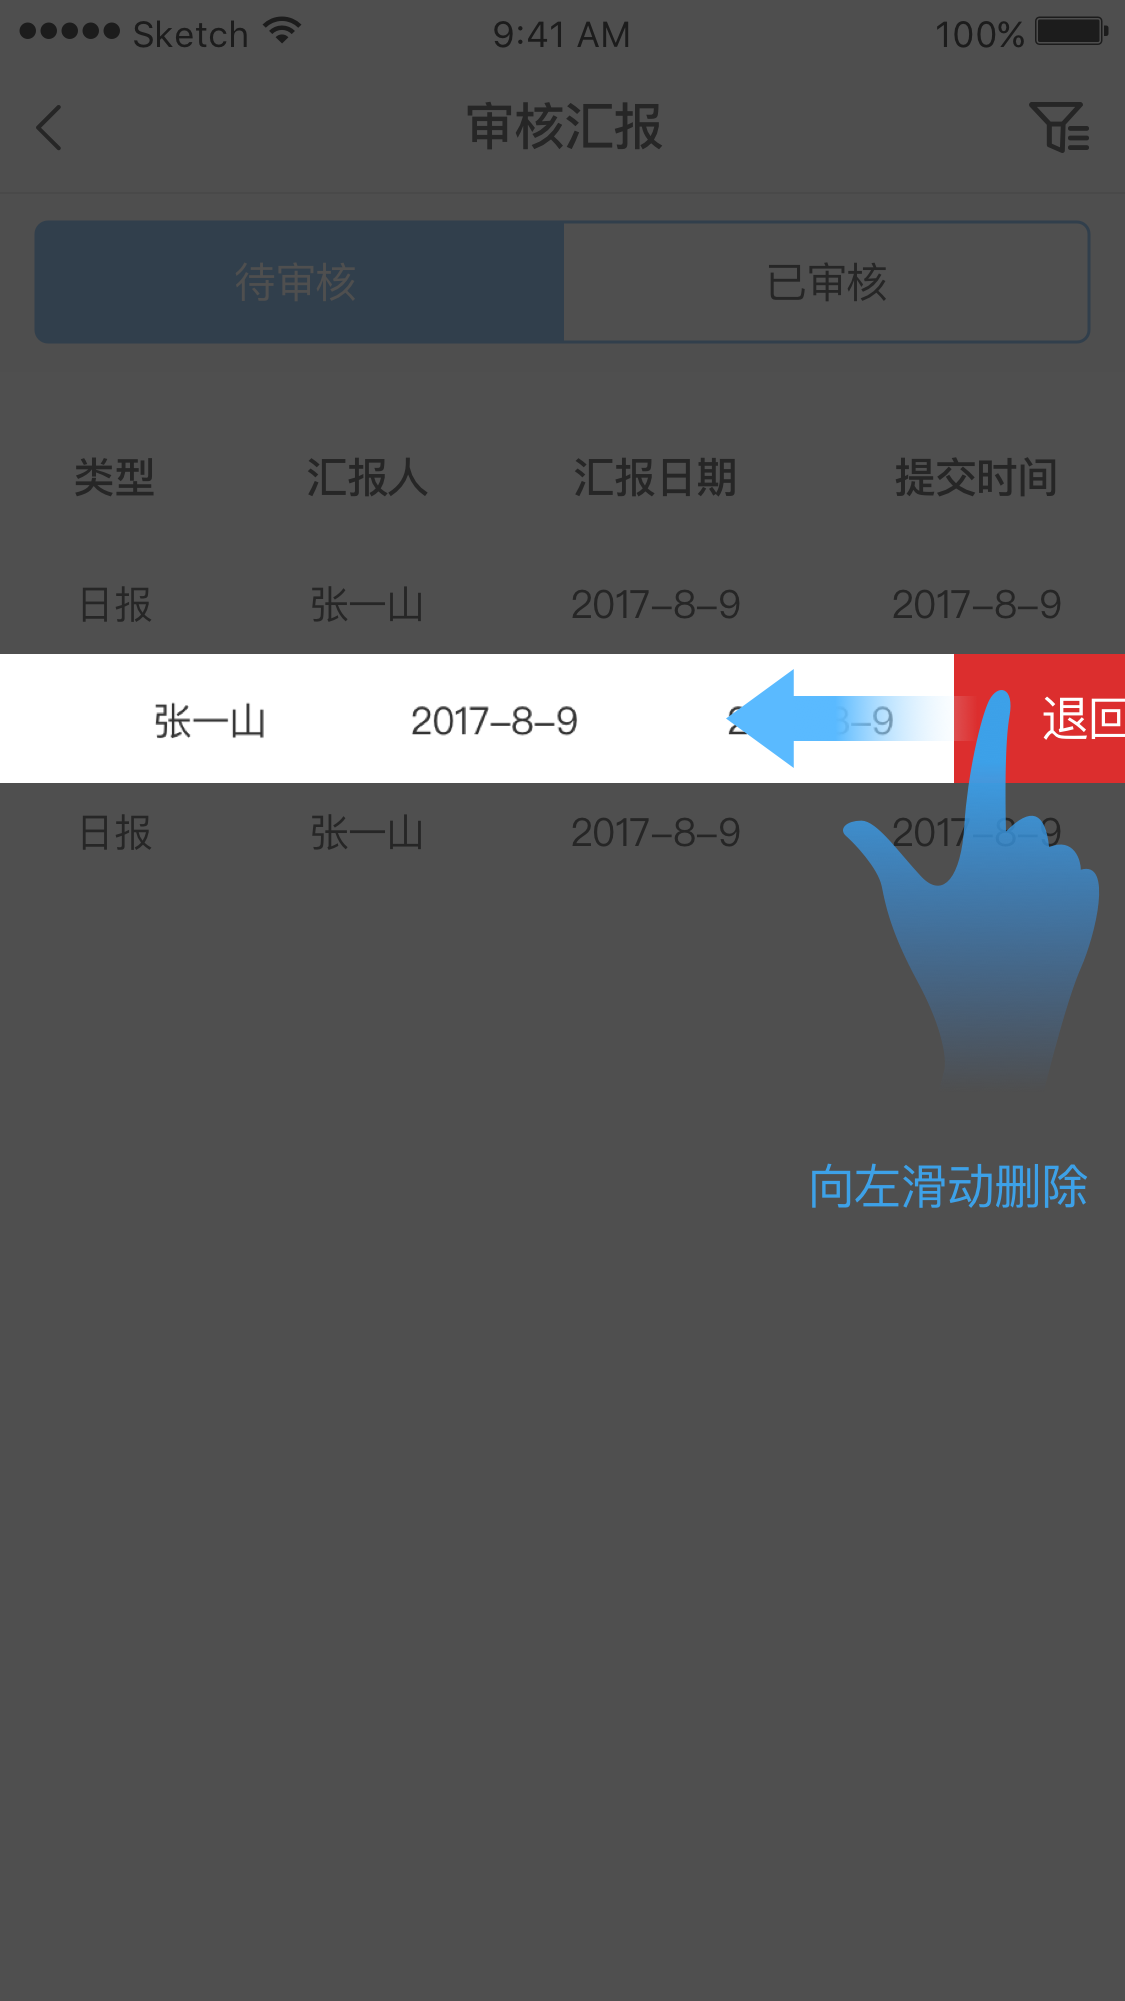 Sketch 9:41 AM 100%
审核汇报
待审核 已审核
类型 汇报人 汇报日期 提交时间
日报 张一山 2017-8-9 2017-8-9
张一山 2017-8-9 退回
日报 张一山 2017-8-9 2017-8-9
向左滑动删除